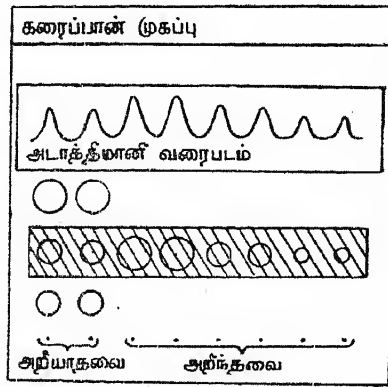 கரைப்பான் முகப்பு
அடாத்திமானி வரைபடம்
அறியாதவை அறிந்தவை